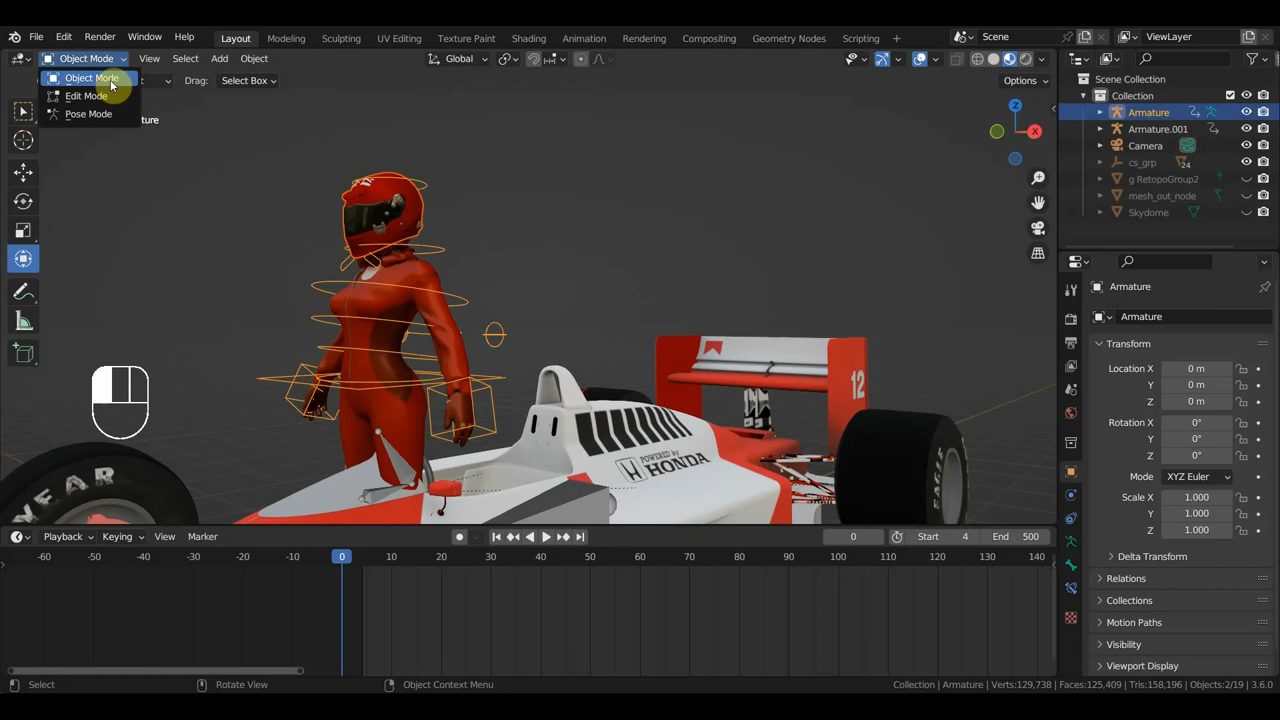 File Edit Render Window Help Layout Modeling Sculpting UV Editing Texture Paint Shading Animation Rendering Compositing Geometry Nodes Scripting + Scene ViewLayer
Object Mode View Select Add Object Global
Drag: Select Box Options
Object Mode
Edit Mode
Pose Mode
ture
X
Z
Scene Collection
Collection
Armature
Armature.001
Camera
cs_grp 24
g RetopoGroup2
mesh_out_node
Skydome
Armature
Armature
Transform
Location X 0 m
Y 0 m
Z 0 m
Rotation X 0°
Y 0°
Z 0°
Mode XYZ Euler
Scale X 1.000
Y 1.000
Z 1.000
Delta Transform
Relations
Collections
Motion Paths
Visibility
Viewport Display
12
POWERED by
HONDA
EAGLE
EAR
Playback Keying View Marker 0 Start 4 End 500
-60 -50 -40 -30 -20 -10 0 10 20 30 40 50 60 70 80 90 100 110 120 130 140
Select Rotate View Object Context Menu Collection | Armature | Verts:129,738 | Faces:125,409 | Tris:158,196 | Objects:2/19 | 3.6.0